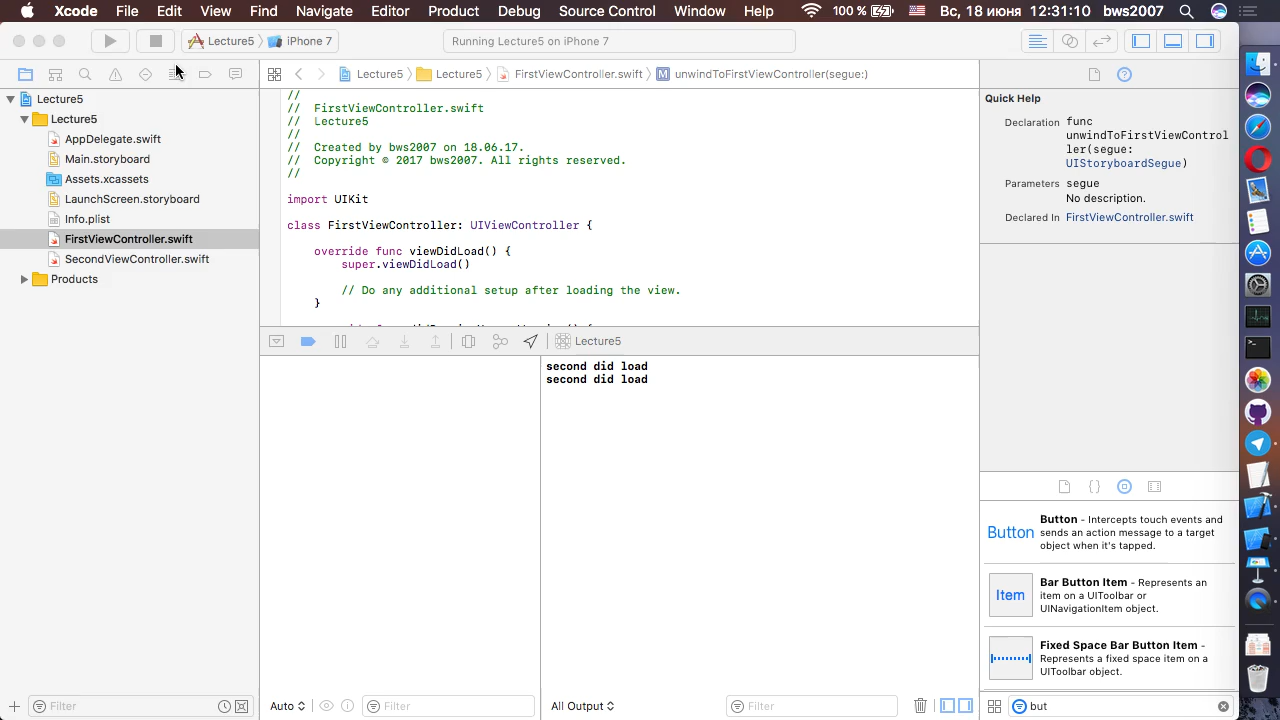 Xcode File Edit View Find Navigate Editor Product Debug Source Control Window Help 100 % Вс, 18 июня 12:31:10 bws2007
Lecture5 iPhone 7 Running Lecture5 on iPhone 7
Lecture5 Lecture5 FirstViewController.swift unwindToFirstViewController(segue:)
Lecture5
Lecture5
AppDelegate.swift
Main.storyboard
Assets.xcassets
LaunchScreen.storyboard
Info.plist
FirstViewController.swift
SecondViewController.swift
Products
Filter
//
// FirstViewController.swift
// Lecture5
//
// Created by bws2007 on 18.06.17.
// Copyright © 2017 bws2007. All rights reserved.
//
import UIKit
class FirstViewController: UIViewController {
override func viewDidLoad() {
super.viewDidLoad()
// Do any additional setup after loading the view.
}
Lecture5
second did load
second did load
Auto Filter All Output Filter
Quick Help
Declaration func
unwindToFirstViewControl
ler(segue:
UIStoryboardSegue)
Parameters segue
No description.
Declared In FirstViewController.swift
Button
Button - Intercepts touch events and
sends an action message to a target
object when it's tapped.
Item
Bar Button Item - Represents an
item on a UIToolbar or
UINavigationItem object.
Fixed Space Bar Button Item -
Represents a fixed space item on a
UIToolbar object.
but